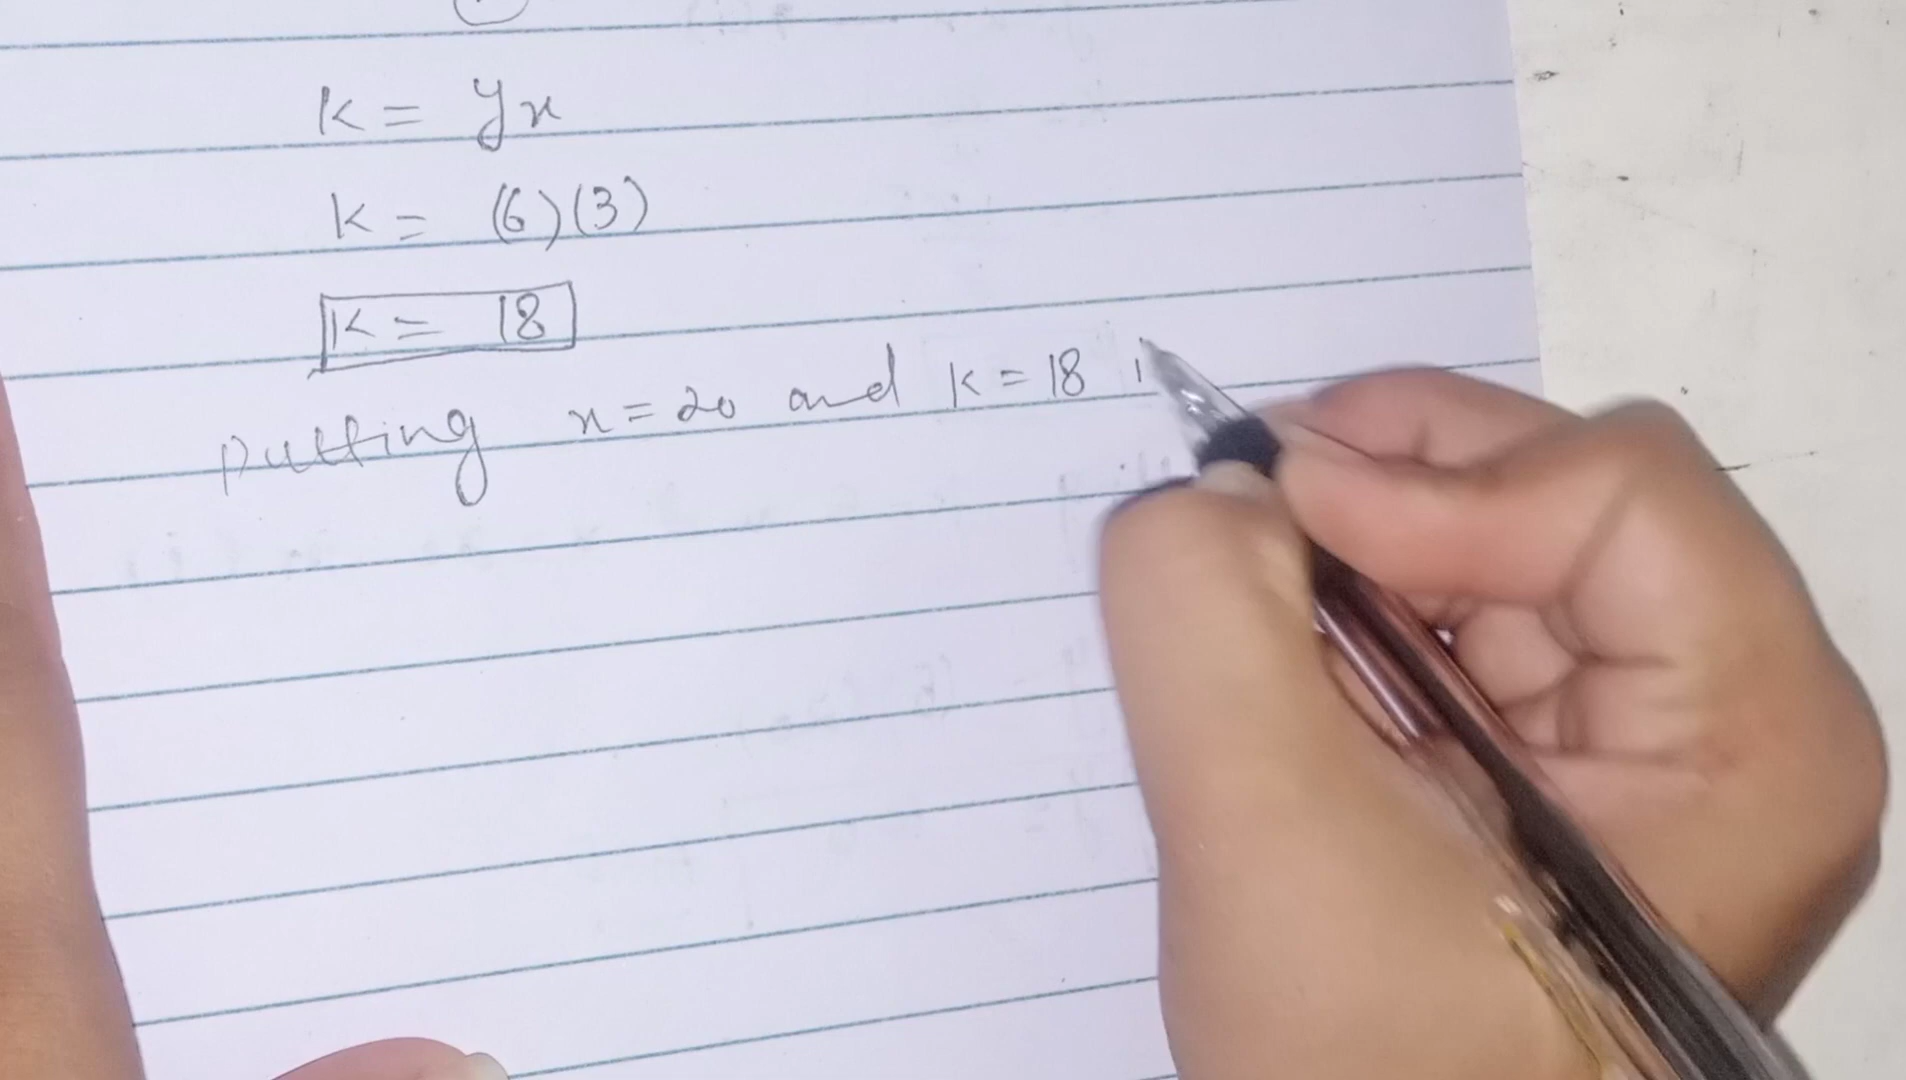 K = yx
K = (6)(3)
K = 18
putting x = 20 and K = 18